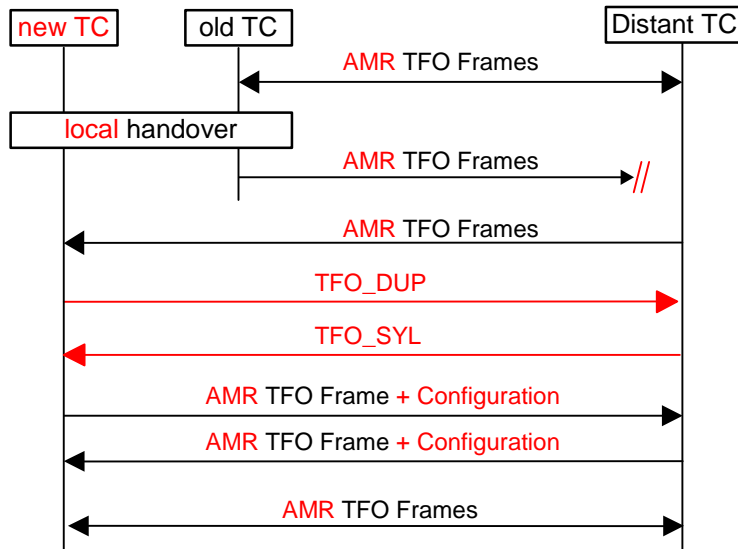 new TC
old TC
Distant TC
AMR TFO Frames
local handover
AMR TFO Frames
//
AMR TFO Frames
TFO_DUP
TFO_SYL
AMR TFO Frame + Configuration
AMR TFO Frame + Configuration
AMR TFO Frames